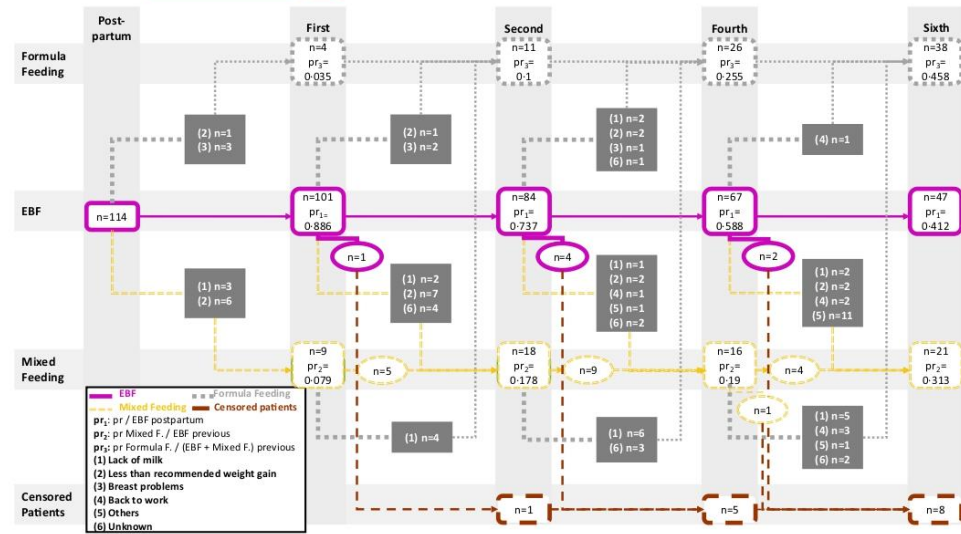 Post-
partum
First
Second
Fourth
Sixth
Formula
Feeding
n=4
pr3=
0·035
n=11
pr3=
0·1
n=26
pr3=
0·255
n=38
pr3=
0·458
(2) n=1
(3) n=3
(2) n=1
(3) n=2
(1) n=2
(2) n=2
(3) n=1
(6) n=1
(4) n=1
EBF
n=114
n=101
pr1=
0·886
n=84
pr1=
0·737
n=67
pr1=
0·588
n=47
pr1=
0·412
n=1
n=4
n=2
(1) n=3
(2) n=6
(1) n=2
(2) n=7
(6) n=4
(1) n=1
(2) n=2
(4) n=1
(5) n=1
(6) n=2
(1) n=2
(2) n=2
(4) n=2
(5) n=11
Mixed
Feeding
n=9
pr2=
0·079
n=5
n=18
pr2=
0·178
n=9
n=16
pr2=
0·19
n=4
n=21
pr2=
0·313
n=1
(1) n=4
(1) n=6
(6) n=3
(1) n=5
(4) n=3
(5) n=1
(6) n=2
EBF
Formula Feeding
Mixed Feeding
Censored patients
pr1: pr / EBF postpartum
pr2: pr Mixed F. / EBF previous
pr3: pr Formula F. / (EBF + Mixed F.) previous
(1) Lack of milk
(2) Less than recommended weight gain
(3) Breast problems
(4) Back to work
(5) Others
(6) Unknown
Censored
Patients
n=1
n=5
n=8